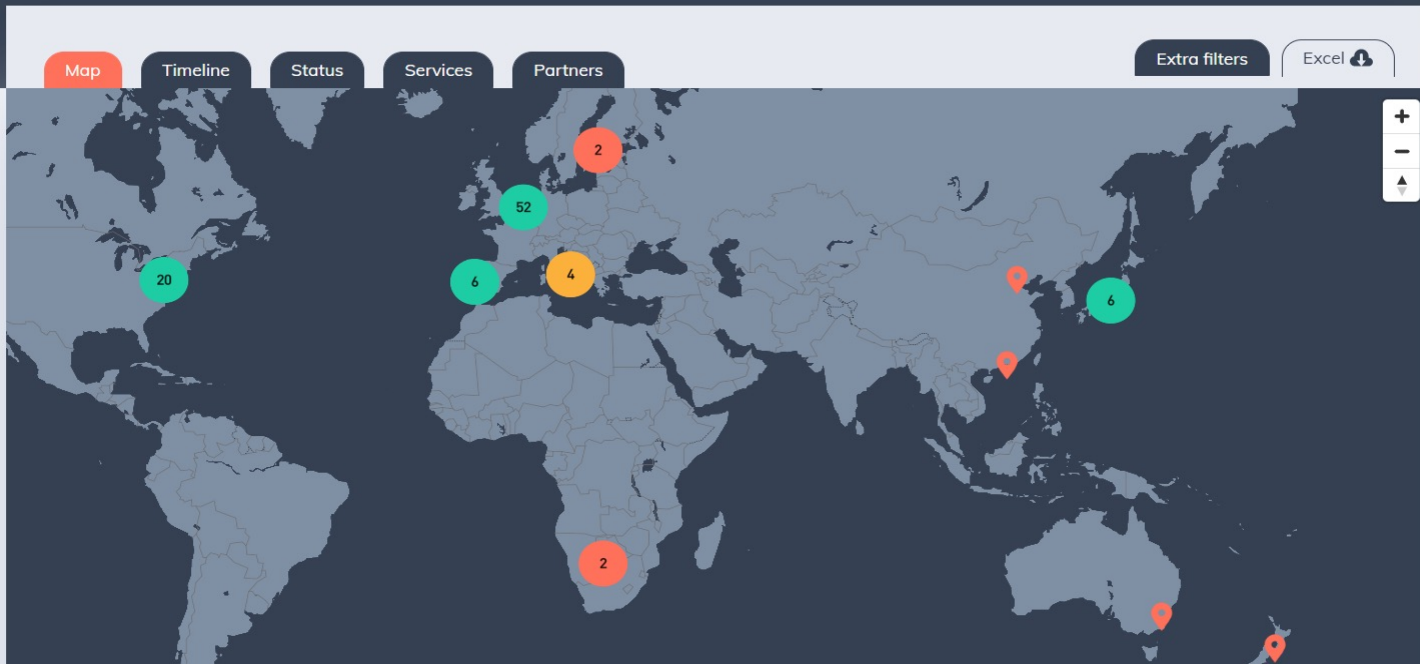 Map
Timeline
Status
Services
Partners
Extra filters
Excel
2
52
20
6
4
6
2